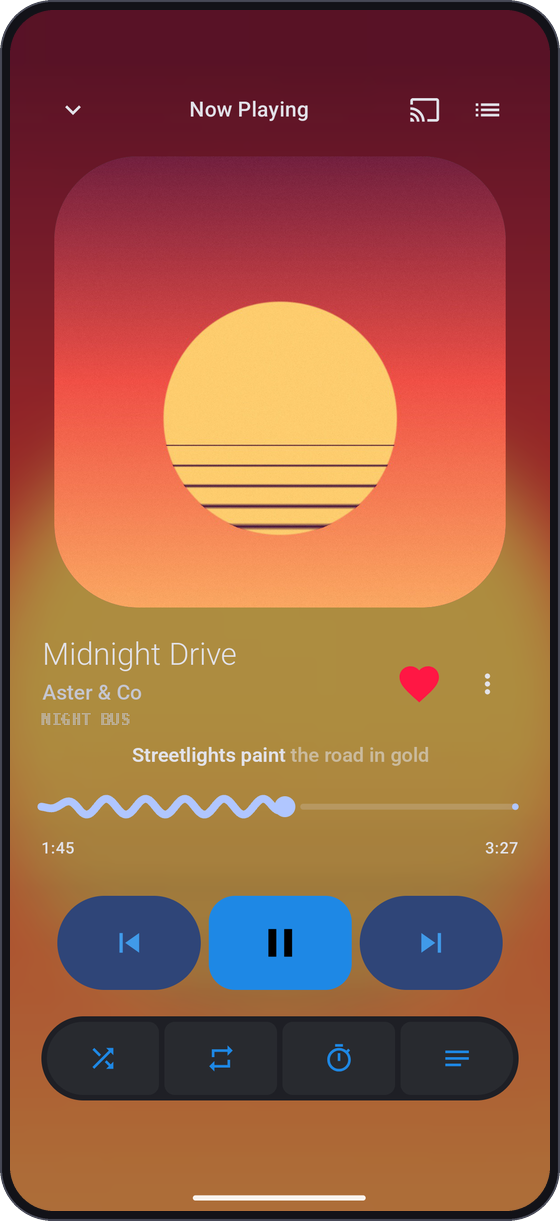 Now Playing
Midnight Drive
Aster & Co
NIGHT BUS
Streetlights paint the road in gold
1:45 3:27